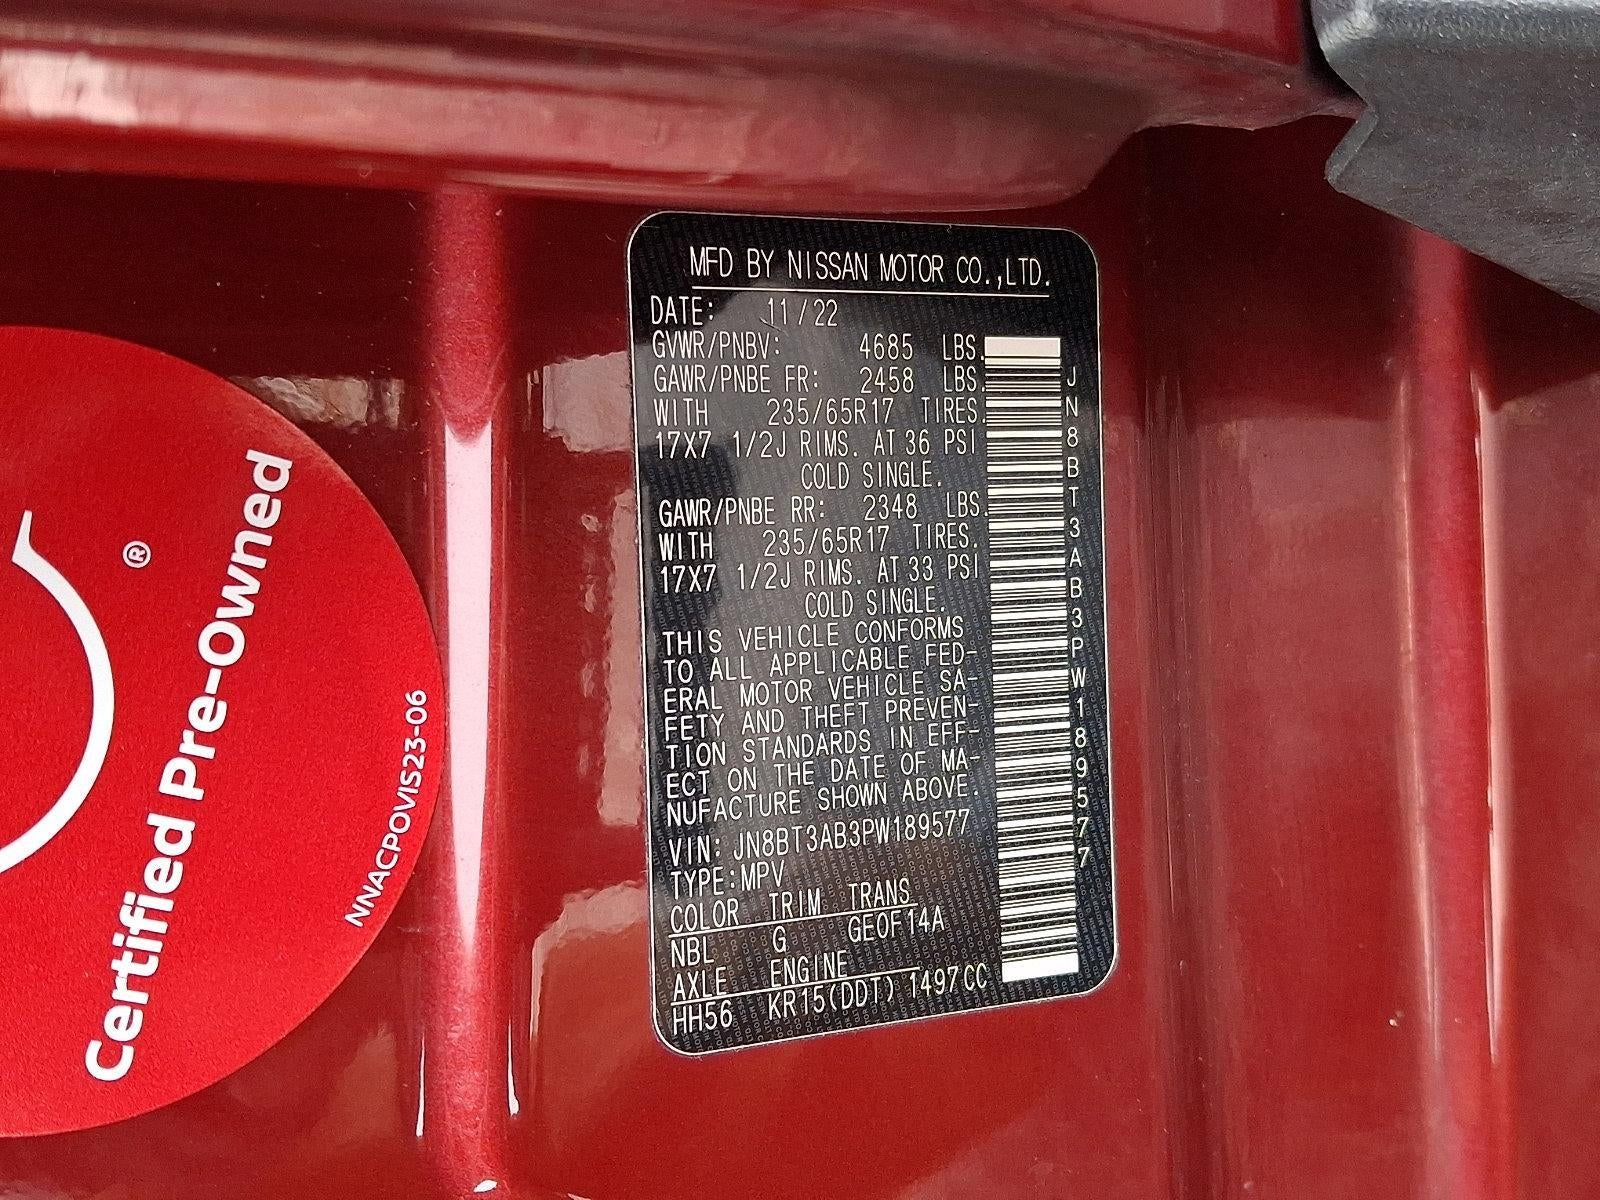 MFD BY NISSAN MOTOR CO.,LTD.
DATE: 11/22
GVWR/PNBV: 4685 LBS.
GAWR/PNBE FR: 2458 LBS.
WITH 235/65R17 TIRES.
17X7 1/2J RIMS. AT 36 PSI
COLD SINGLE.
GAWR/PNBE RR: 2348 LBS.
WITH 235/65R17 TIRES.
17X7 1/2J RIMS. AT 33 PSI
COLD SINGLE.
THIS VEHICLE CONFORMS
TO ALL APPLICABLE FED-
ERAL MOTOR VEHICLE SA-
FETY AND THEFT PREVEN-
TION STANDARDS IN EFF-
ECT ON THE DATE OF MA-
NUFACTURE SHOWN ABOVE.
VIN: JN8BT3AB3PW189577
TYPE:MPV
COLOR TRIM TRANS
NBL G GEOF14A
AXLE ENGINE
HH56 KR15(DDT) 1497CC
JN8BT3AB3PW189577
®
Certified Pre-Owned
NNACPOVIS23-06